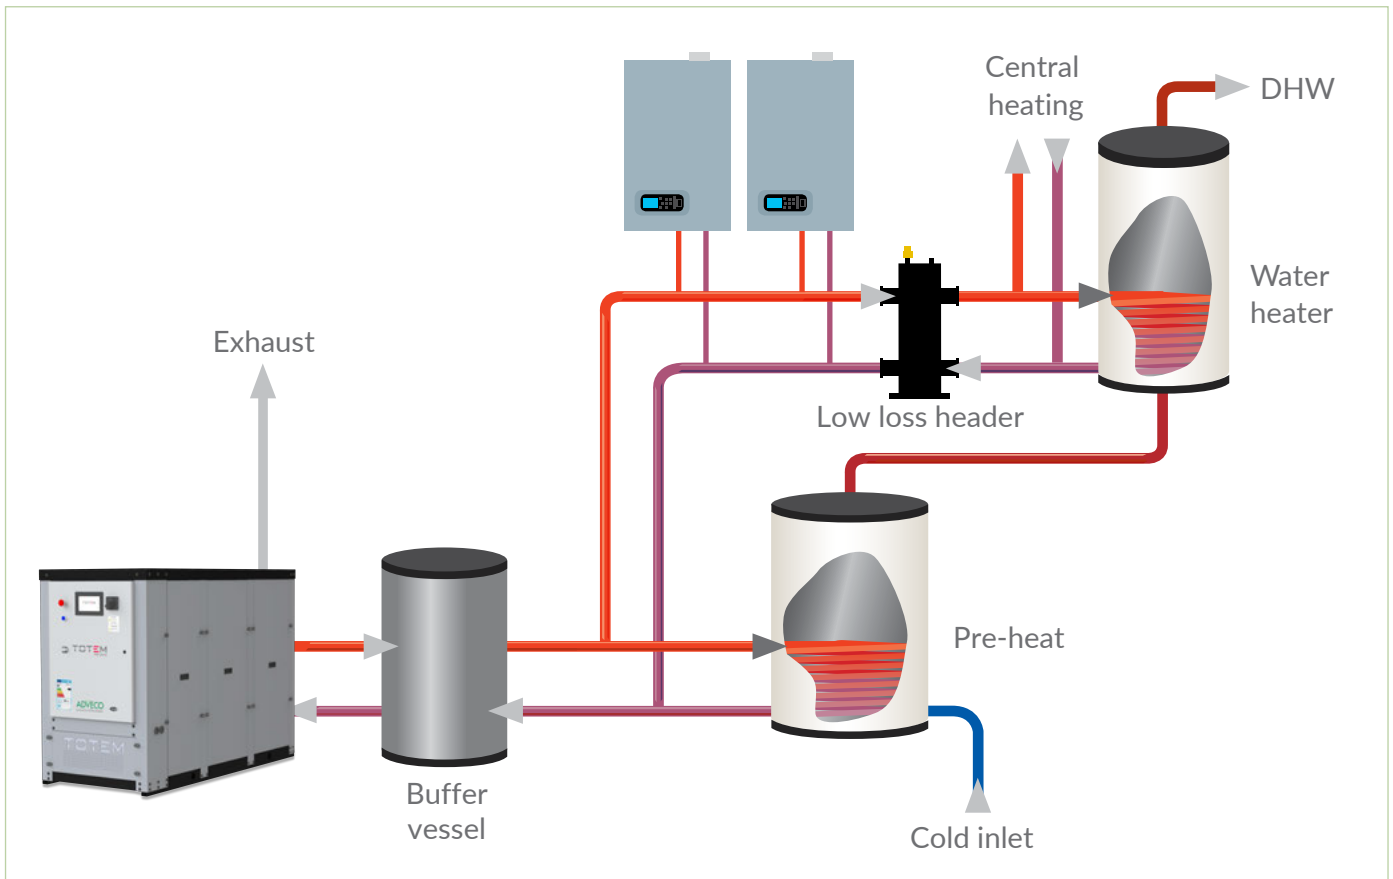 Central
heating
DHW
Water
heater
Exhaust
Low loss header
TOTEM
ADVECO
TOTEM
Pre-heat
Buffer
vessel
Cold inlet